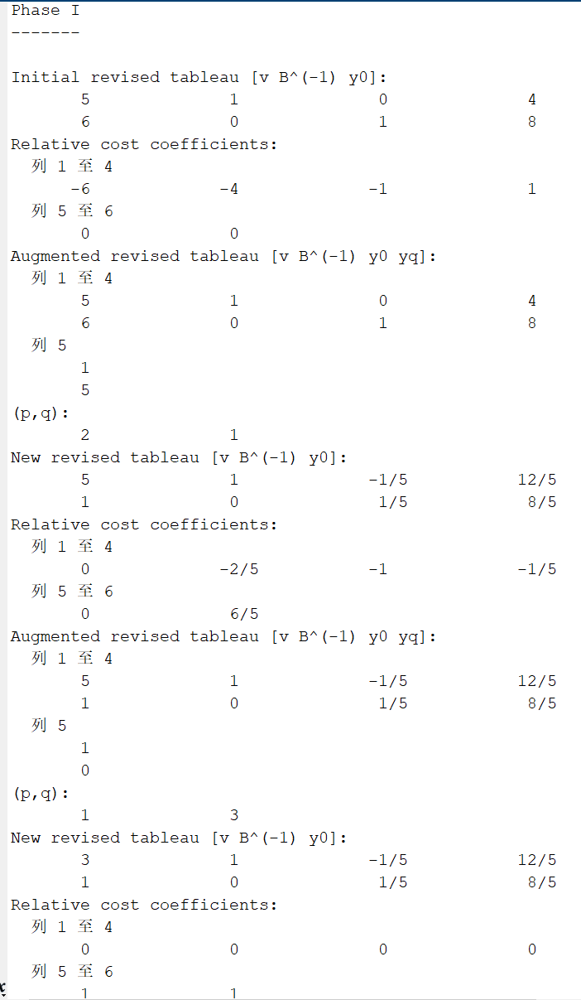 Phase I
-------
Initial revised tableau [v B^(-1) y0]:
5 1 0 4
6 0 1 8
Relative cost coefficients:
列 1 至 4
-6 -4 -1 1
列 5 至 6
0 0
Augmented revised tableau [v B^(-1) y0 yq]:
列 1 至 4
5 1 0 4
6 0 1 8
列 5
1
5
(p,q):
2 1
New revised tableau [v B^(-1) y0]:
5 1 -1/5 12/5
1 0 1/5 8/5
Relative cost coefficients:
列 1 至 4
0 -2/5 -1 -1/5
列 5 至 6
0 6/5
Augmented revised tableau [v B^(-1) y0 yq]:
列 1 至 4
5 1 -1/5 12/5
1 0 1/5 8/5
列 5
1
0
(p,q):
1 3
New revised tableau [v B^(-1) y0]:
3 1 -1/5 12/5
1 0 1/5 8/5
Relative cost coefficients:
列 1 至 4
0 0 0 0
列 5 至 6
1 1